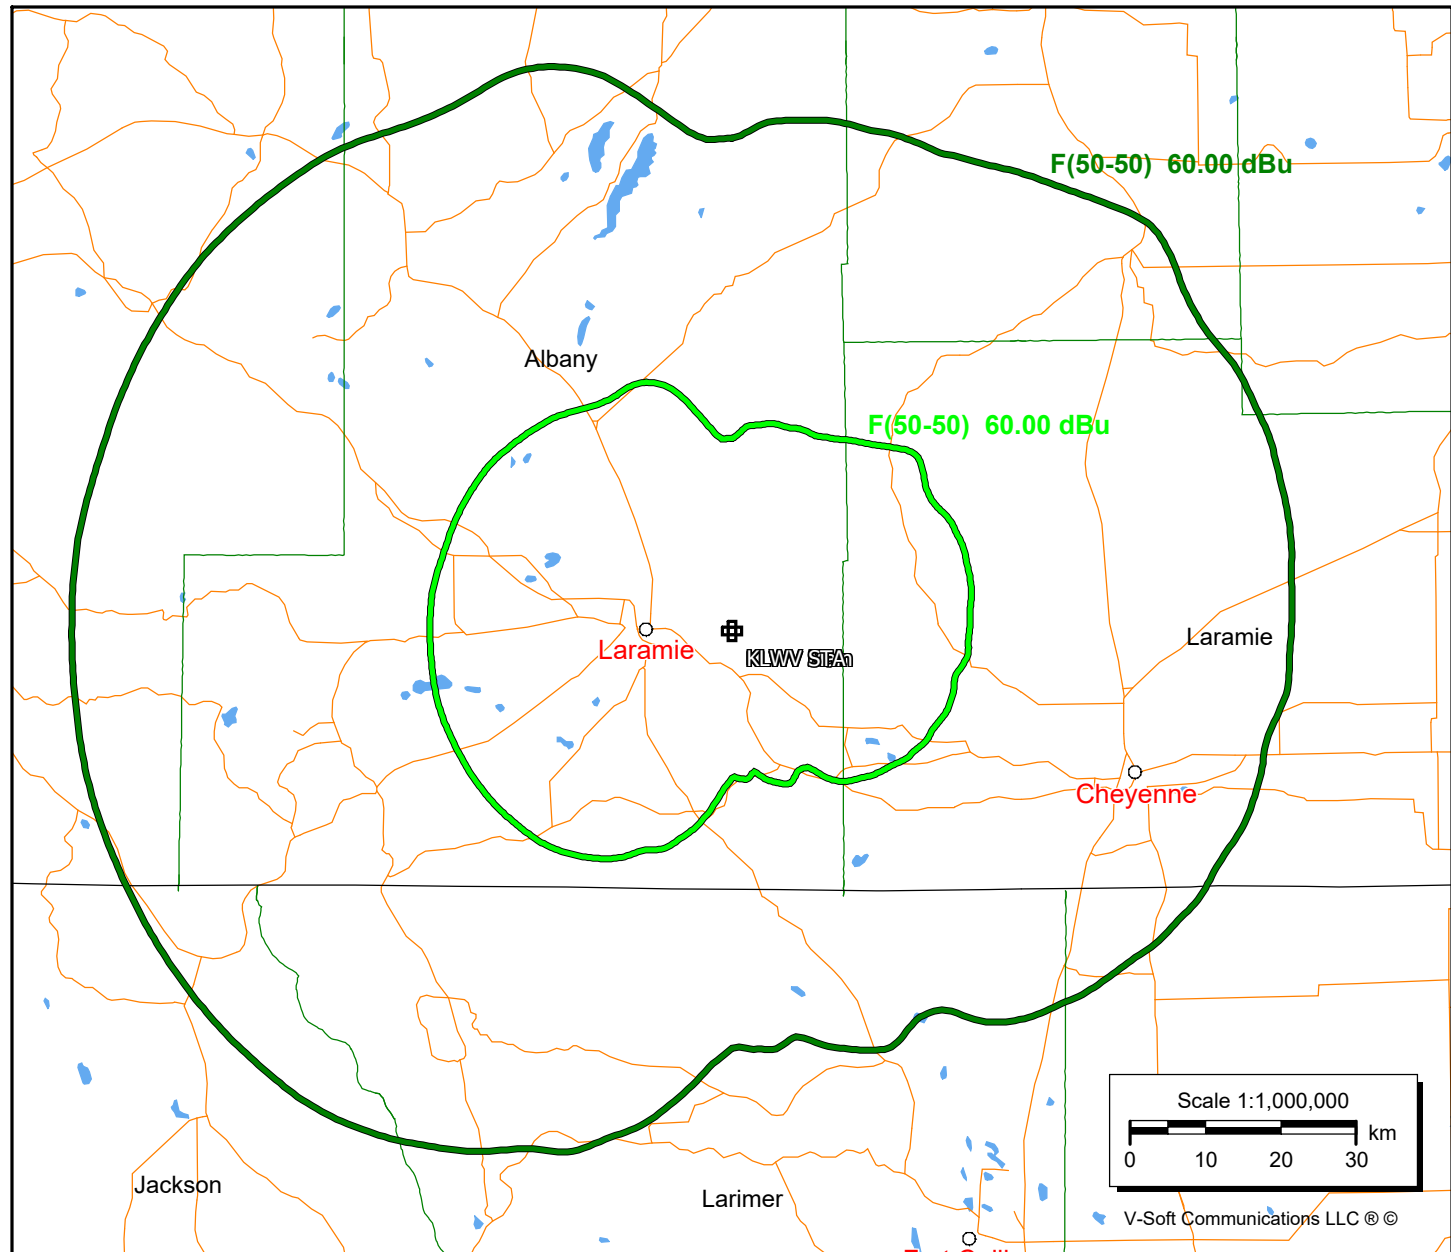 F(50-50) 60.00 dBu
Albany
F(50-50) 60.00 dBu
Laramie
Laramie
KLWV STA
Cheyenne
Scale 1:1,000,000
km
0 10 20 30
Jackson
Larimer
V-Soft Communications LLC ® ©